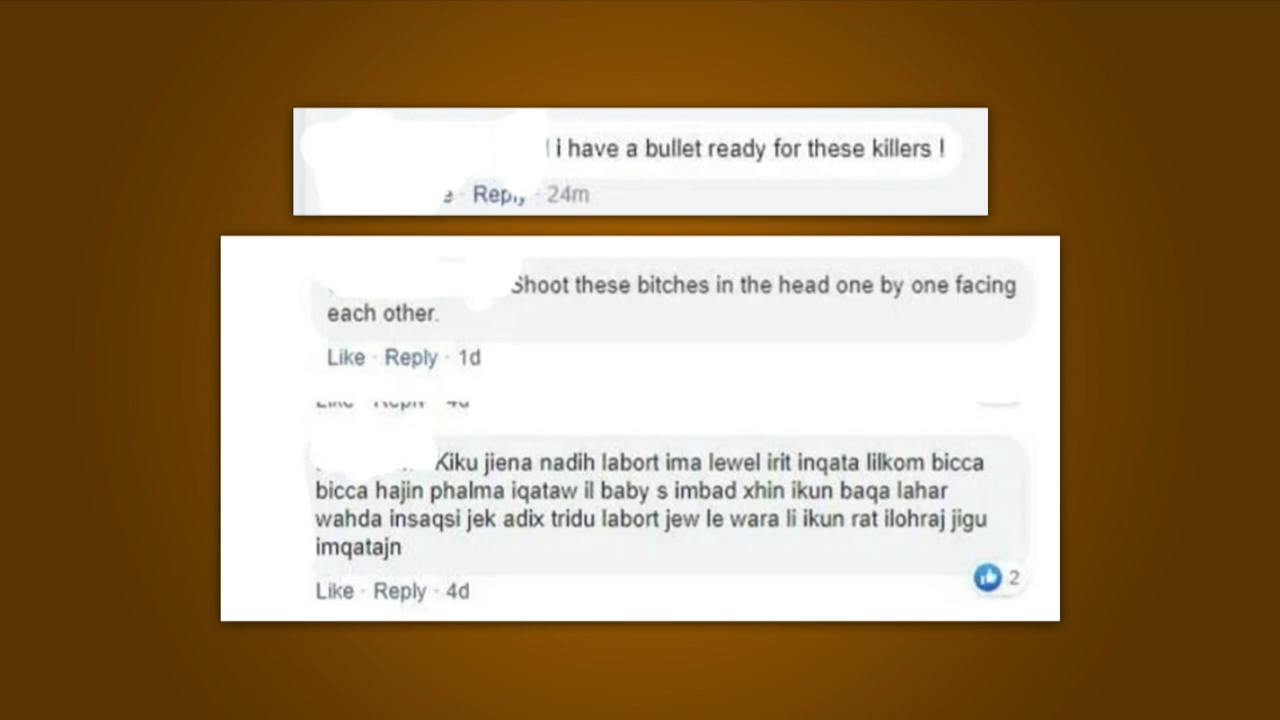 i have a bullet ready for these killers !
Reply · 24m
Shoot these bitches in the head one by one facing
each other.
Like · Reply · 1d
Like · Reply · 4d
Kiku jiena nadih labort ima lewel irit inqata lilkom bicca
bicca hajin phalma iqataw il baby s imbad xhin ikun baqa lahar
wahda insaqsi jek adix tridu labort jew le wara li ikun rat ilohraj jigu
imqatajn
2
Like · Reply · 4d